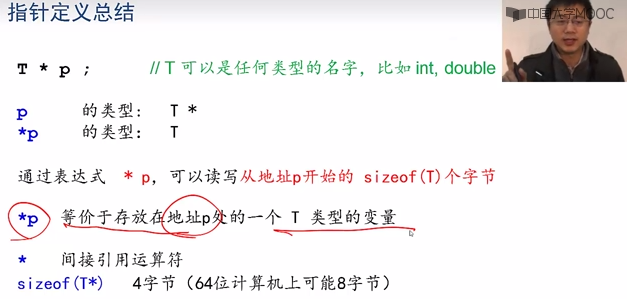 指针定义总结
中国大学MOOC
T * p ; // T 可以是任何类型的名字，比如 int, double
p 的类型: T *
*p 的类型: T
通过表达式 * p，可以读写从地址p开始的 sizeof(T)个字节
*p 等价于存放在地址p处的一个 T 类型的变量
* 间接引用运算符
sizeof(T*) 4字节（64位计算机上可能8字节）